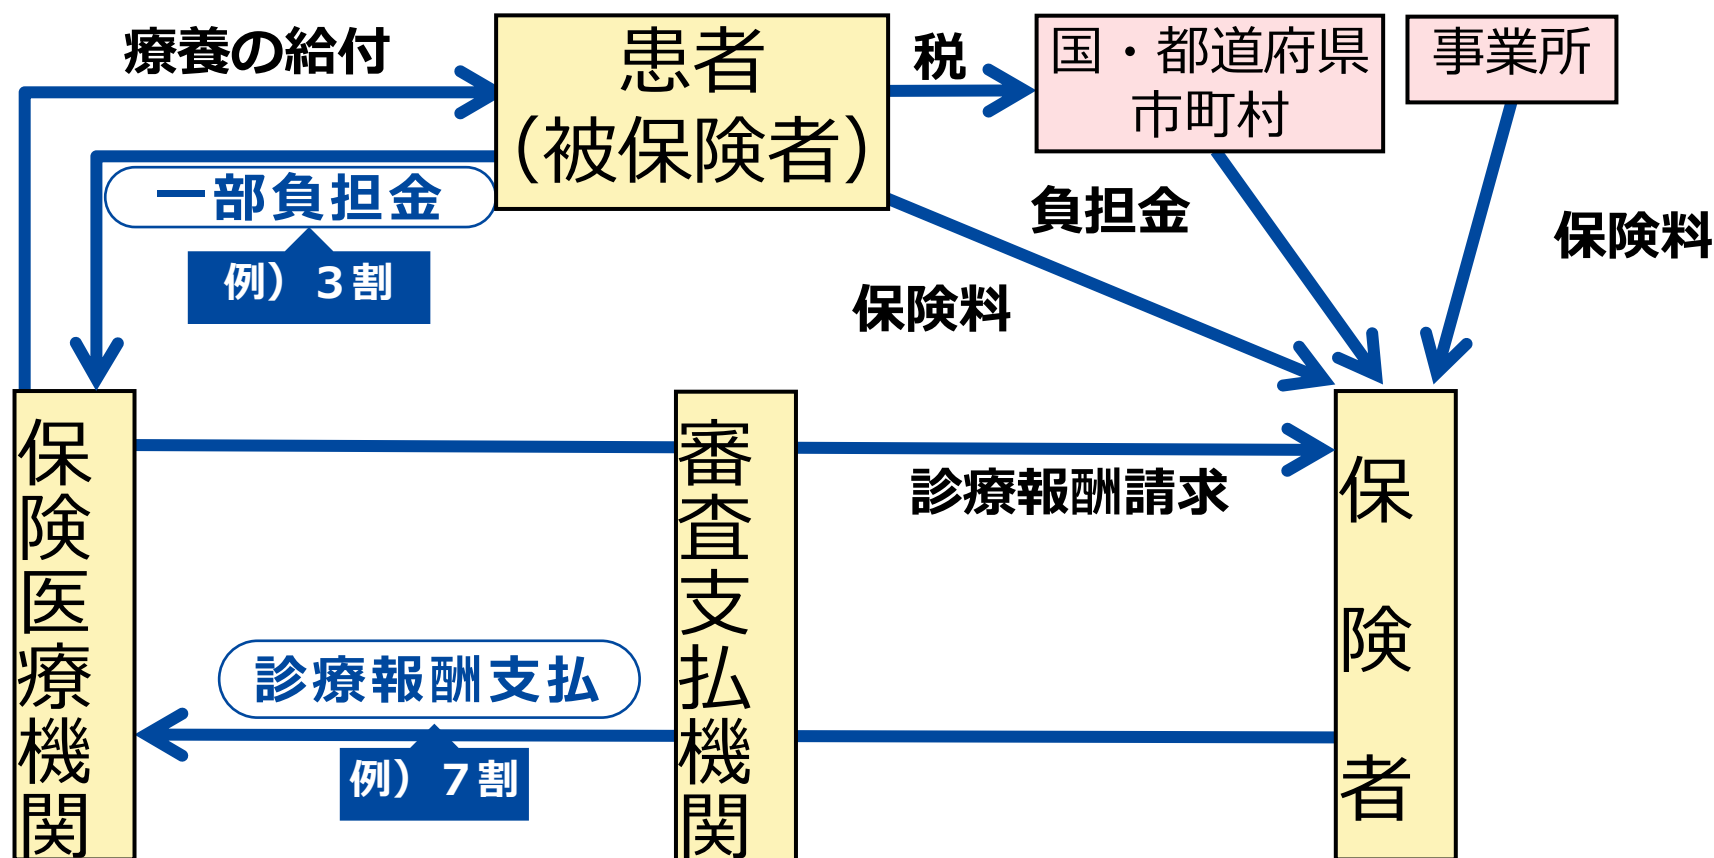 療養の給付
患者
（被保険者）
税
国・都道府県
市町村
事業所
一部負担金
例）３割
負担金
保険料
保険料
保険医療機関
審査支払機関
保険者
診療報酬請求
診療報酬支払
例）７割